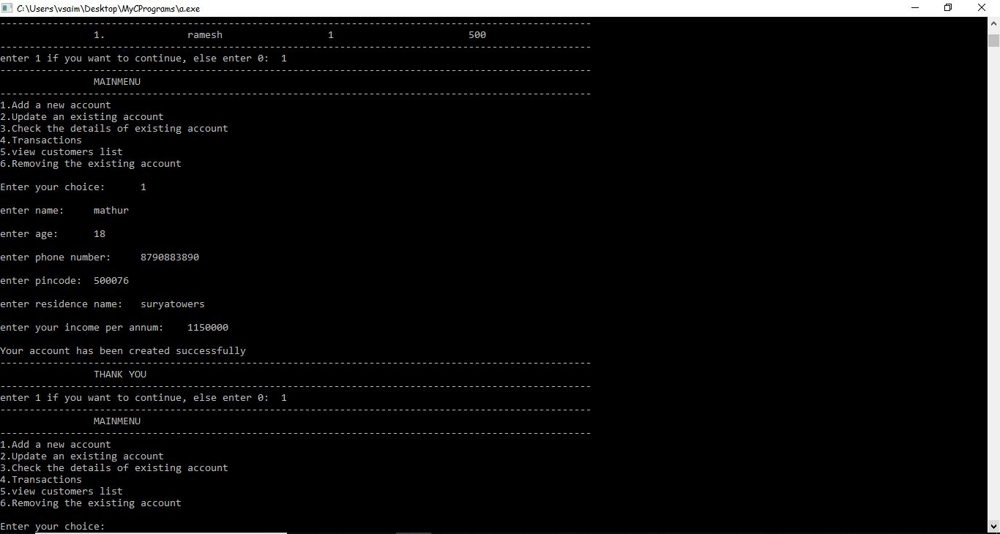 C:\Users\vsaim\Desktop\MyCPrograms\a.exe
-----------------------------------------------------------------------------------------------------
1. ramesh 1 500
-----------------------------------------------------------------------------------------------------
enter 1 if you want to continue, else enter 0: 1
-----------------------------------------------------------------------------------------------------
MAINMENU
-----------------------------------------------------------------------------------------------------
1.Add a new account
2.Update an existing account
3.Check the details of existing account
4.Transactions
5.view customers list
6.Removing the existing account
Enter your choice: 1
enter name: mathur
enter age: 18
enter phone number: 8790883890
enter pincode: 500076
enter residence name: suryatowers
enter your income per annum: 1150000
Your account has been created successfully
-----------------------------------------------------------------------------------------------------
THANK YOU
-----------------------------------------------------------------------------------------------------
enter 1 if you want to continue, else enter 0: 1
-----------------------------------------------------------------------------------------------------
MAINMENU
-----------------------------------------------------------------------------------------------------
1.Add a new account
2.Update an existing account
3.Check the details of existing account
4.Transactions
5.view customers list
6.Removing the existing account
Enter your choice: